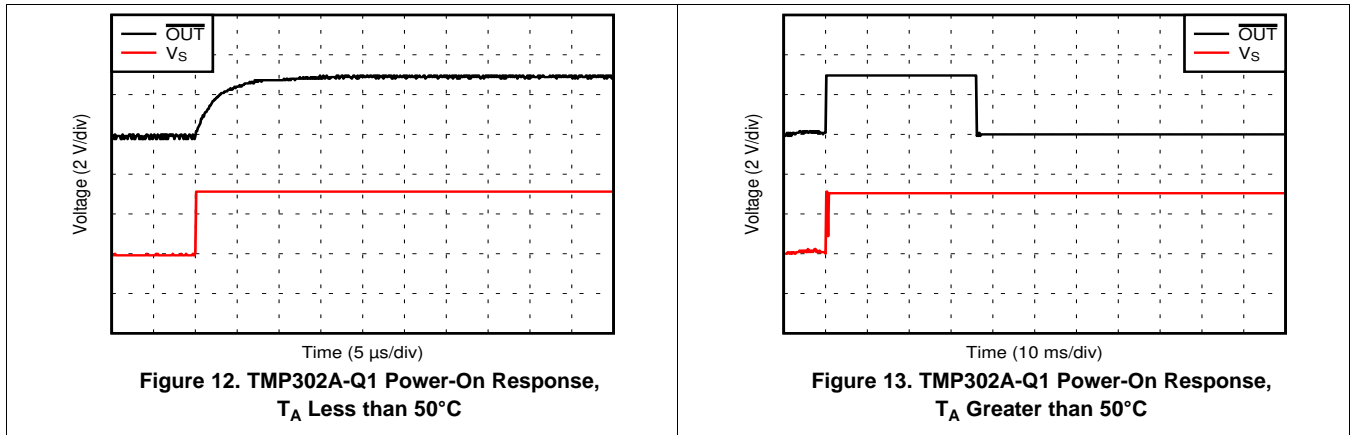 OUT
VS
Voltage (2 V/div)
Time (5 µs/div)
Figure 12. TMP302A-Q1 Power-On Response,
TA Less than 50°C
OUT
VS
Voltage (2 V/div)
Time (10 ms/div)
Figure 13. TMP302A-Q1 Power-On Response,
TA Greater than 50°C